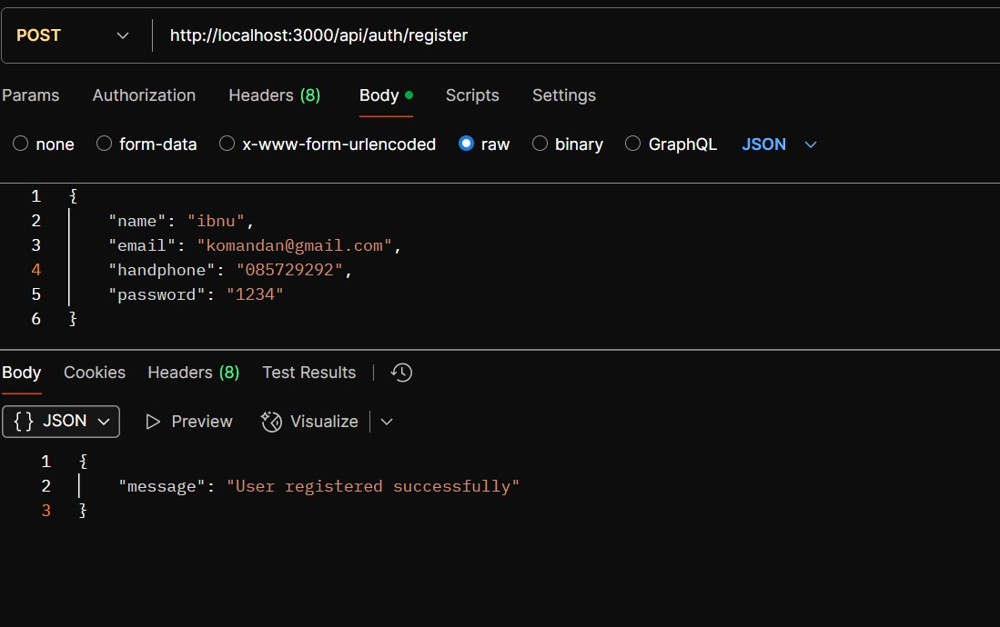 POST http://localhost:3000/api/auth/register
Params Authorization Headers (8) Body Scripts Settings
none form-data x-www-form-urlencoded raw binary GraphQL JSON
1 {
2 "name": "ibnu",
3 "email": "komandan@gmail.com",
4 "handphone": "085729292",
5 "password": "1234"
6 }
Body Cookies Headers (8) Test Results
{} JSON Preview Visualize
1 {
2 "message": "User registered successfully"
3 }